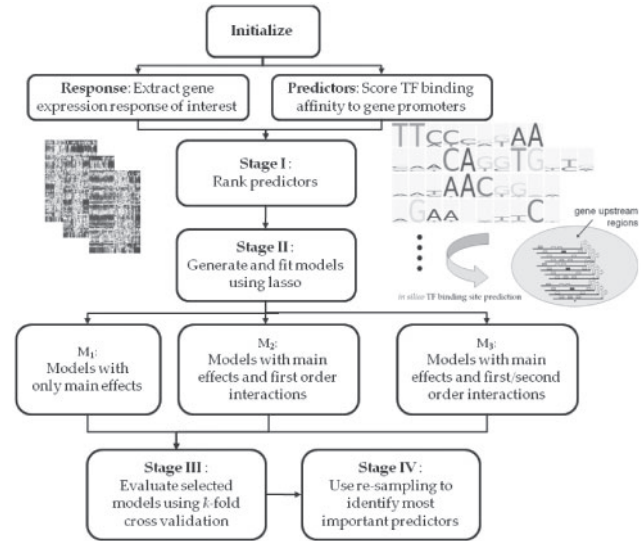 Initialize
Response: Extract gene
expression response of interest
Predictors: Score TF binding
affinity to gene promoters
Stage I :
Rank predictors
Stage II :
Generate and fit models
using lasso
gene upstream
regions
in silico TF binding site prediction
M₁:
Models with
only main effects
M₂:
Models with main
effects and first order
interactions
M₃:
Models with main
effects and first/second
order interactions
Stage III :
Evaluate selected
models using k-fold
cross validation
Stage IV :
Use re-sampling to
identify most
important predictors